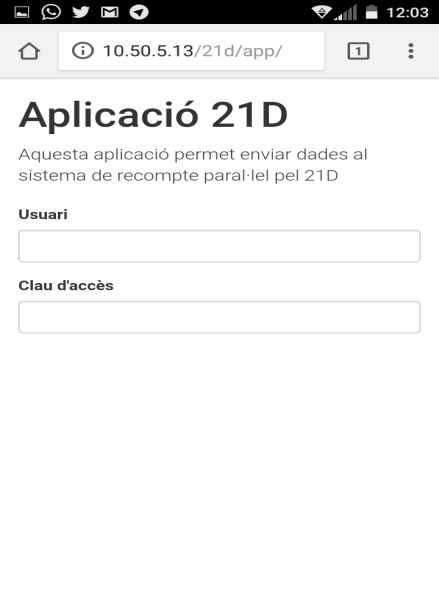 12:03
10.50.5.13/21d/app/
1
Aplicació 21D
Aquesta aplicació permet enviar dades al
sistema de recompte paral·lel pel 21D
Usuari
Clau d'accès